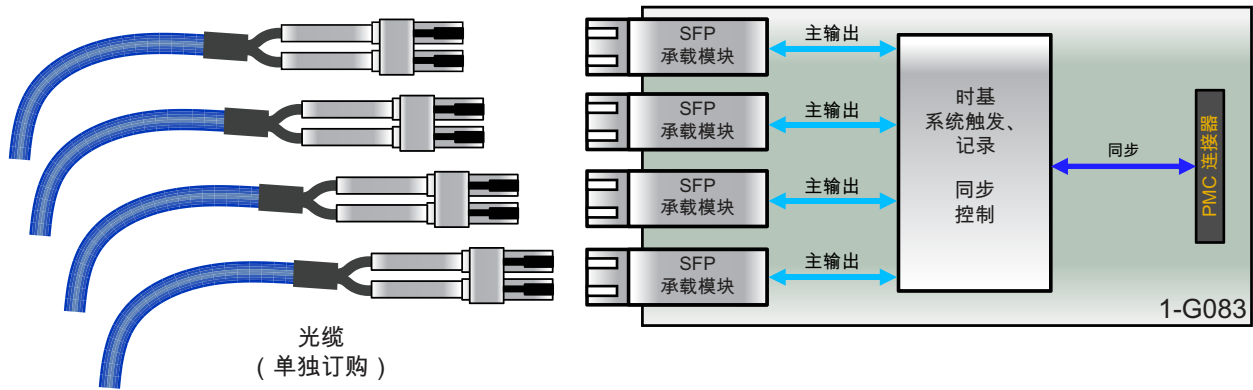 SFP
承载模块
主输出
SFP
承载模块
主输出
SFP
承载模块
主输出
SFP
承载模块
主输出
时基
系统触发、
记录
同步
控制
同步
PMC 连接器
1-G083
光缆
（单独订购）